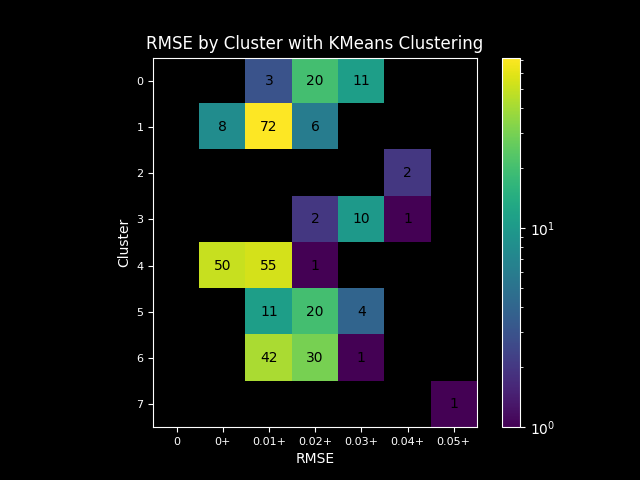 RMSE by Cluster with KMeans Clustering
0 3 20 11
1 8 72 6
2 2
3 2 10 1
4 50 55 1
5 11 20 4
6 42 30 1
7 1
0 0+ 0.01+ 0.02+ 0.03+ 0.04+ 0.05+
RMSE
Cluster
10¹
10⁰